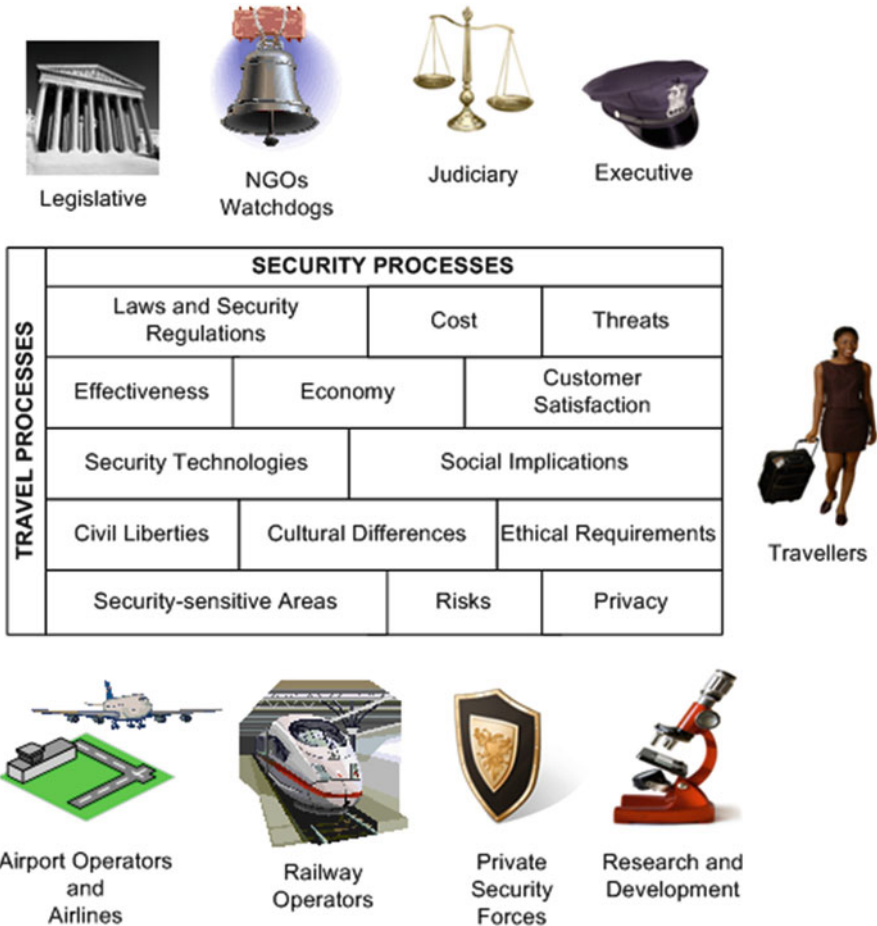 Legislative
NGOs
Watchdogs
Judiciary
Executive
SECURITY PROCESSES
TRAVEL PROCESSES
Laws and Security
Regulations
Cost
Threats
Effectiveness
Economy
Customer
Satisfaction
Security Technologies
Social Implications
Civil Liberties
Cultural Differences
Ethical Requirements
Security-sensitive Areas
Risks
Privacy
Travellers
Airport Operators
and
Airlines
Railway
Operators
Private
Security
Forces
Research and
Development